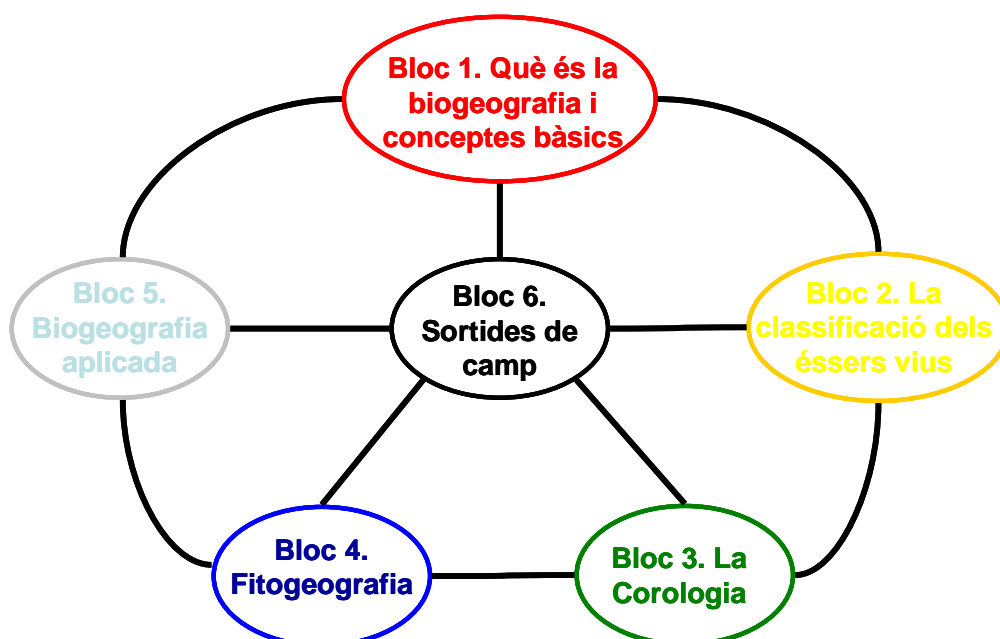 Bloc 1. Què és la
biogeografia i
conceptes bàsics
Bloc 5.
Biogeografia
aplicada
Bloc 6.
Sortides de
camp
Bloc 2. La
classificació dels
éssers vius
Bloc 4.
Fitogeografia
Bloc 3. La
Corologia